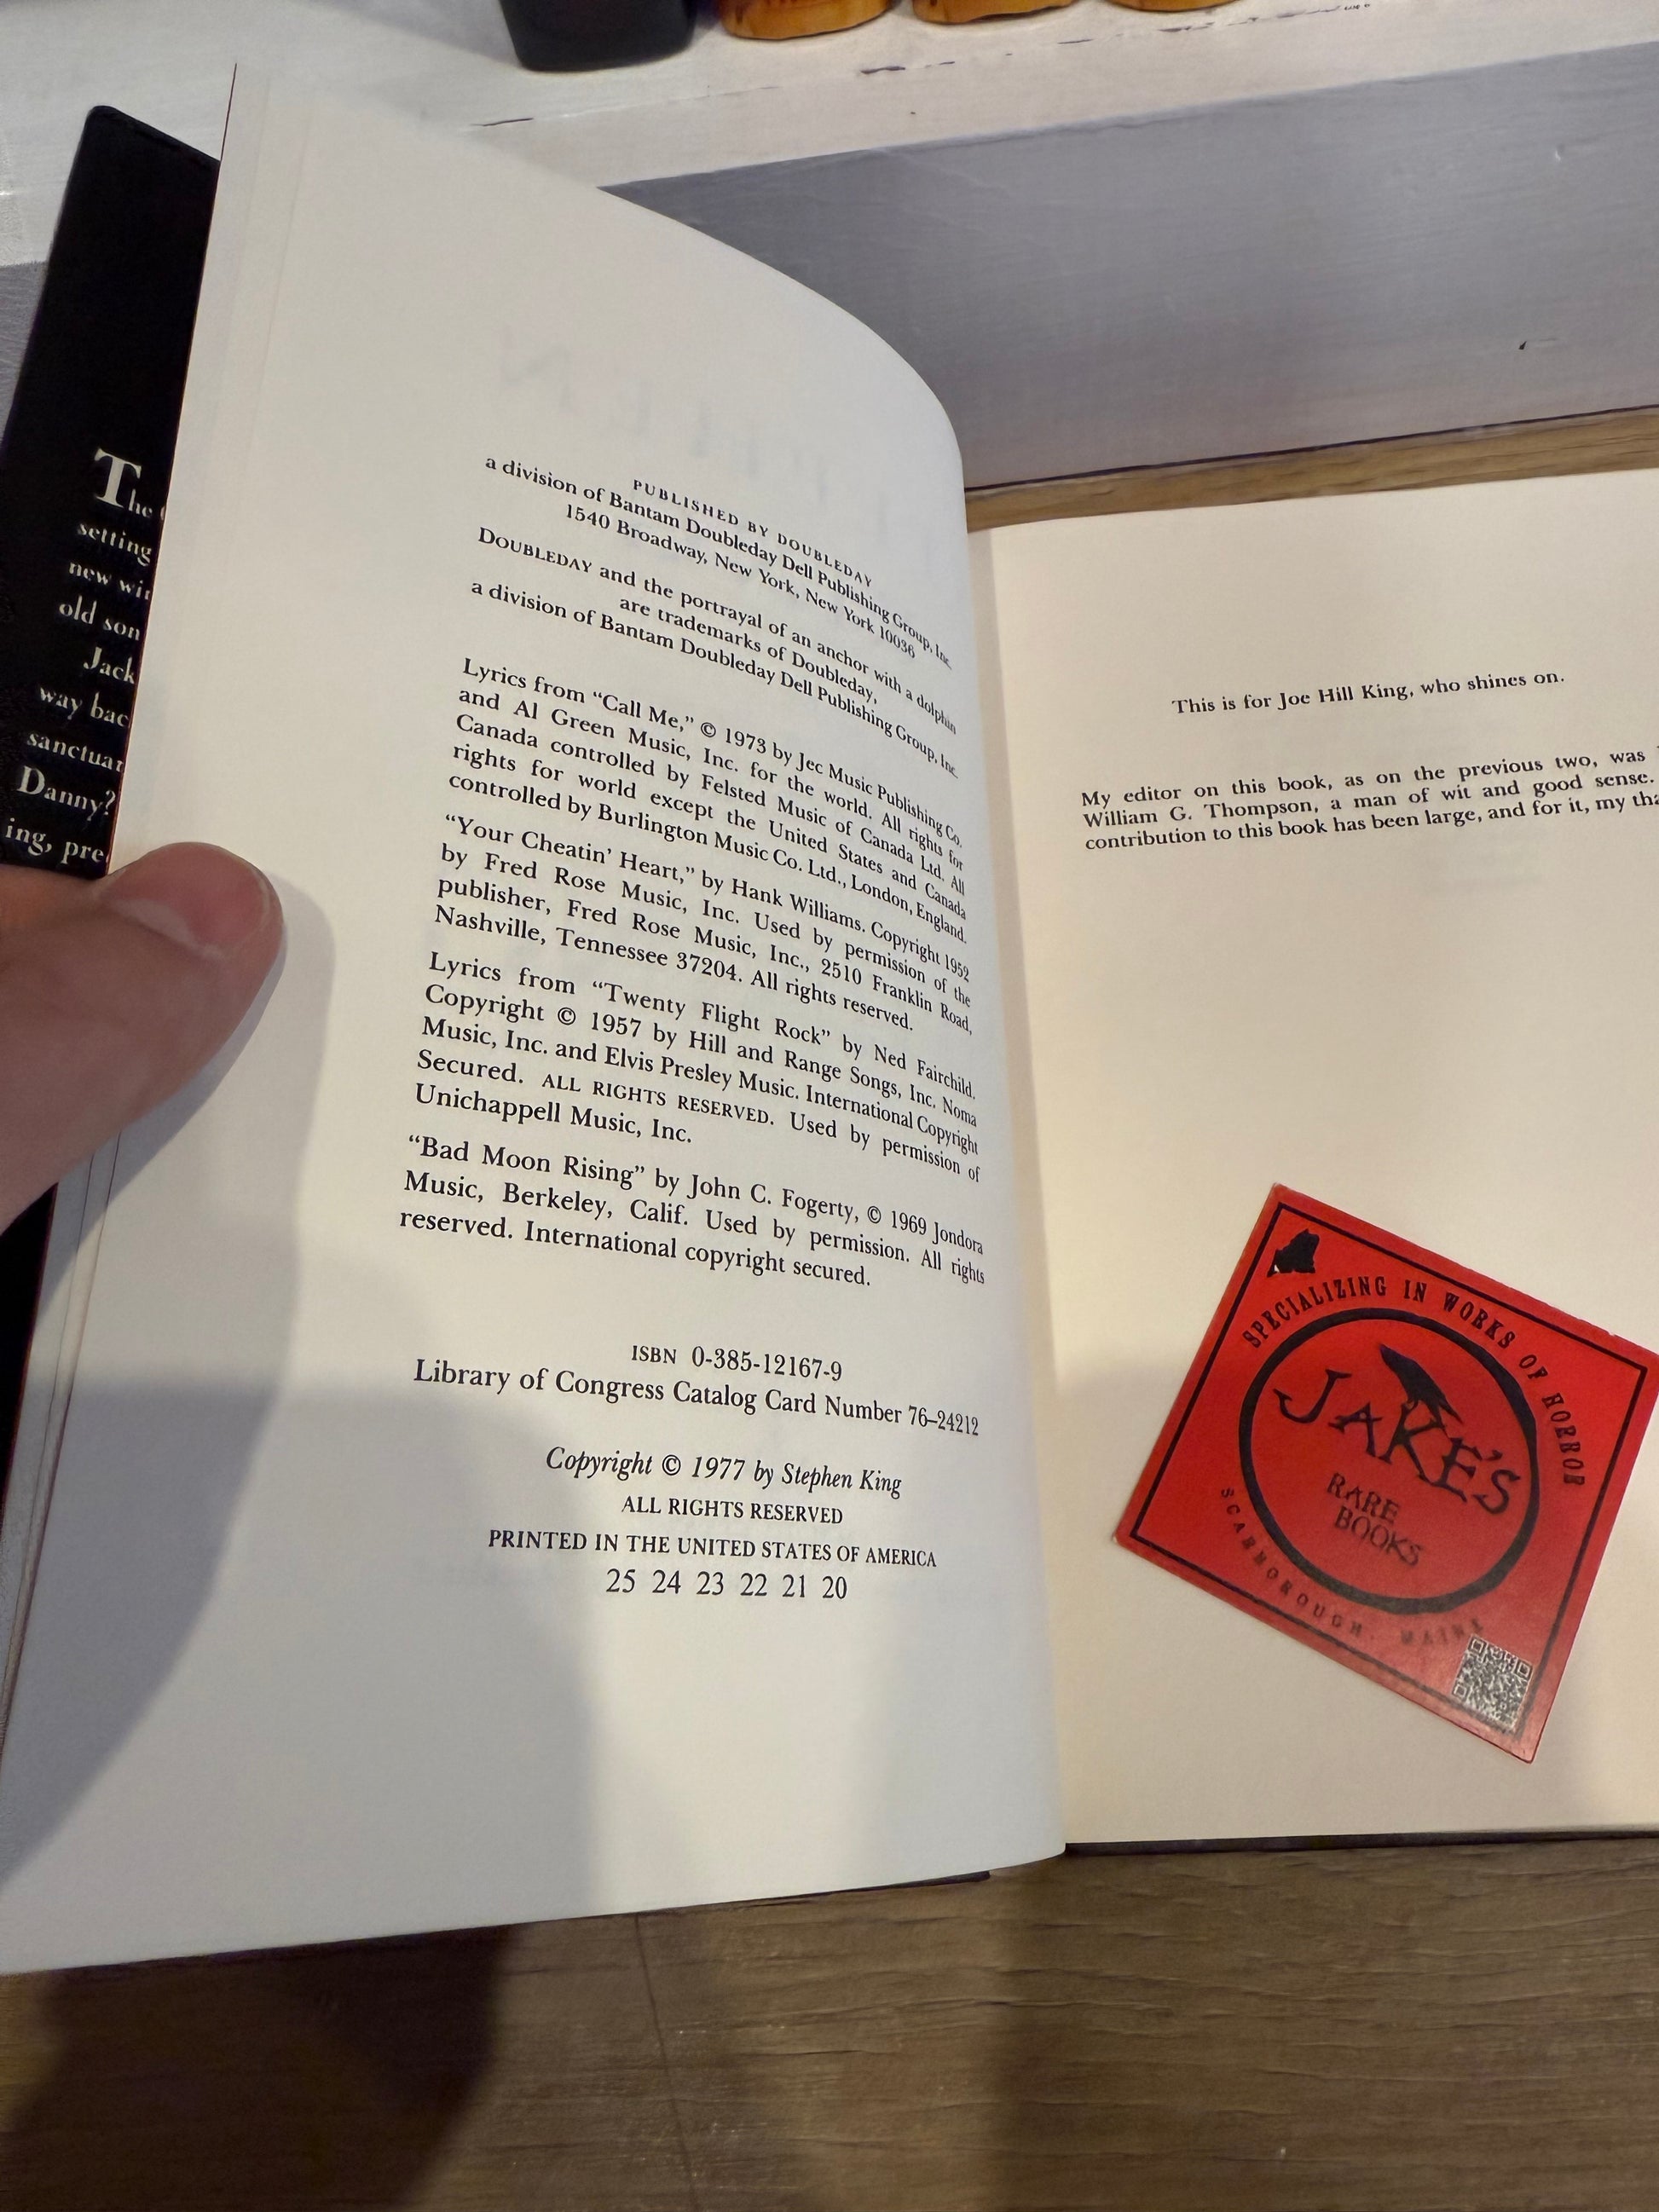 The
setting
new
old son
Jack
way bac
sanctuar
Danny?
ing, pre
PUBLISHED BY DOUBLEDAY
a division of Bantam Doubleday Dell Publishing Group, Inc.
1540 Broadway, New York, New York 10036
DOUBLEDAY and the portrayal of an anchor with a dolphin
are trademarks of Doubleday,
a division of Bantam Doubleday Dell Publishing Group, Inc.
Lyrics from “Call Me,” © 1973 by Jec Music Publishing Co.
and Al Green Music, Inc. for the world. All rights for
Canada controlled by Felsted Music of Canada Ltd. All
rights for world except the United States and Canada
controlled by Burlington Music Co. Ltd., London, England.
“Your Cheatin’ Heart,” by Hank Williams. Copyright 1952
by Fred Rose Music, Inc. Used by permission of the
publisher, Fred Rose Music, Inc., 2510 Franklin Road,
Nashville, Tennessee 37204. All rights reserved.
Lyrics from “Twenty Flight Rock” by Ned Fairchild.
Copyright © 1957 by Hill and Range Songs, Inc. Noma
Music, Inc. and Elvis Presley Music. International Copyright
Secured. ALL RIGHTS RESERVED. Used by permission of
Unichappell Music, Inc.
“Bad Moon Rising” by John C. Fogerty, © 1969 Jondora
Music, Berkeley, Calif. Used by permission. All rights
reserved. International copyright secured.
ISBN 0-385-12167-9
Library of Congress Catalog Card Number 76–24212
Copyright © 1977 by Stephen King
ALL RIGHTS RESERVED
PRINTED IN THE UNITED STATES OF AMERICA
25 24 23 22 21 20
This is for Joe Hill King, who shines on.
My editor on this book, as on the previous two, was
William G. Thompson, a man of wit and good sense.
contribution to this book has been large, and for it, my tha
SPECIALIZING IN WORKS OF HORROR
JAKE'S
RARE
BOOKS
SCARBOROUGH, MAINE